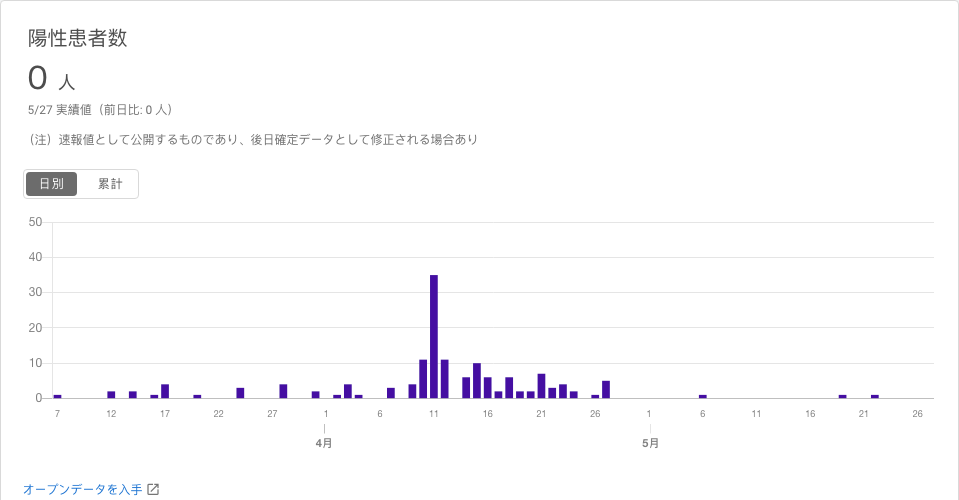 陽性患者数
0 人
5/27 実績値（前日比: 0 人）
（注）速報値として公開するものであり、後日確定データとして修正される場合あり
日別 累計
50
40
30
20
10
0
7 12 17 22 27 1 6 11 16 21 26 1 6 11 16 21 26
4月 5月
オープンデータを入手